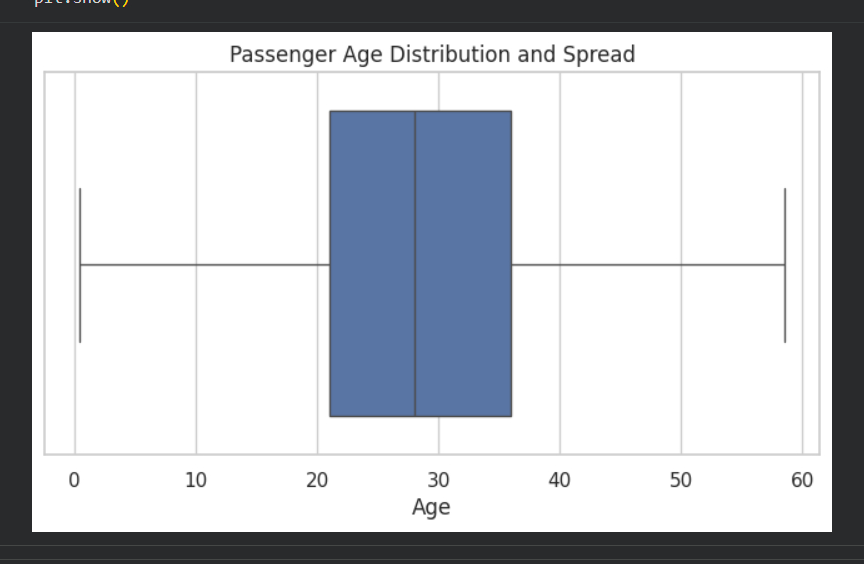 plt.show()
Passenger Age Distribution and Spread
0 10 20 30 40 50 60
Age